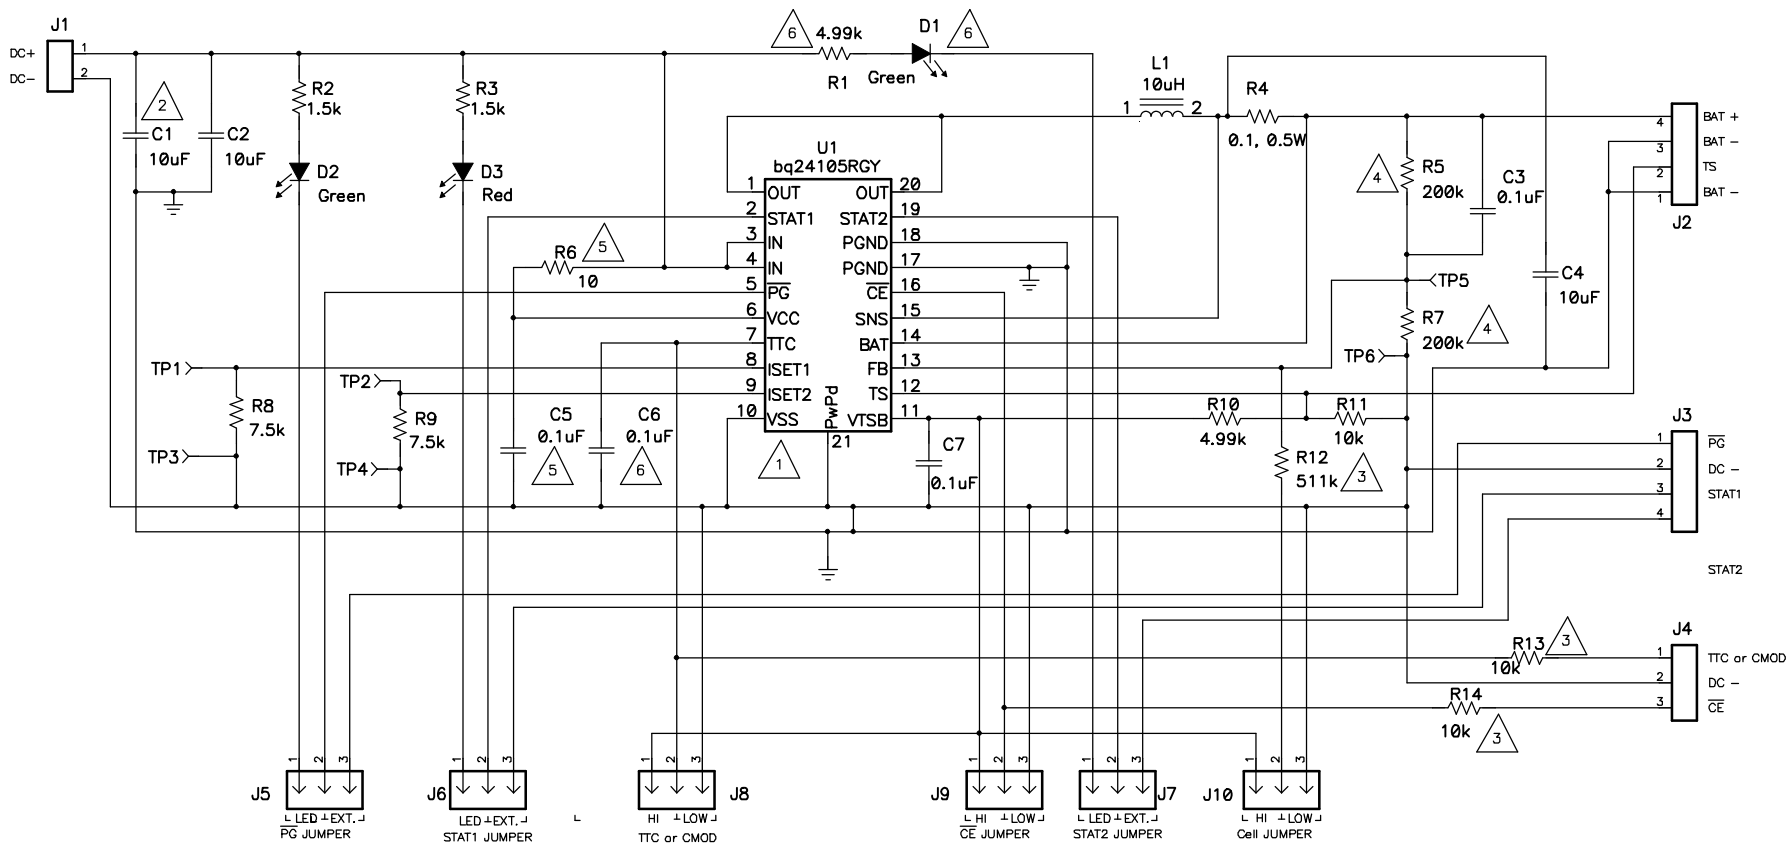 J1
DC+
DC-
1
2
2
C1
10uF
C2
10uF
R2
1.5k
D2
Green
R3
1.5k
D3
Red
6
4.99k
R1
D1
Green
6
L1
10uH
1
2
R4
0.1, 0.5W
4
R5
200k
C3
0.1uF
C4
10uF
TP5
R7
200k
4
TP6
4
3
2
1
BAT +
BAT -
TS
BAT -
J2
U1
bq24105RGY
1 OUT
2 STAT1
3 IN
4 IN
5 PG
6 VCC
7 TTC
8 ISET1
9 ISET2
10 VSS
OUT 20
STAT2 19
PGND 18
PGND 17
CE 16
SNS 15
BAT 14
FB 13
TS 12
VTSB 11
PwPd
21
1
R6
10
5
TP1
TP2
R8
7.5k
R9
7.5k
TP3
TP4
C5
0.1uF
5
C6
0.1uF
6
C7
0.1uF
R10
4.99k
R11
10k
R12
511k
3
J3
1
2
3
4
PG
DC -
STAT1
STAT2
J4
R13
10k
3
R14
10k
3
1
2
3
TTC or CMOD
DC -
CE
J5
1
2
3
LED
EXT.
PG JUMPER
J6
1
2
3
LED
EXT.
STAT1 JUMPER
J8
1
2
3
HI
LOW
TTC or CMOD
J9
1
2
3
HI
LOW
CE JUMPER
J7
1
2
3
LED
EXT.
STAT2 JUMPER
J10
1
2
3
HI
LOW
Cell JUMPER